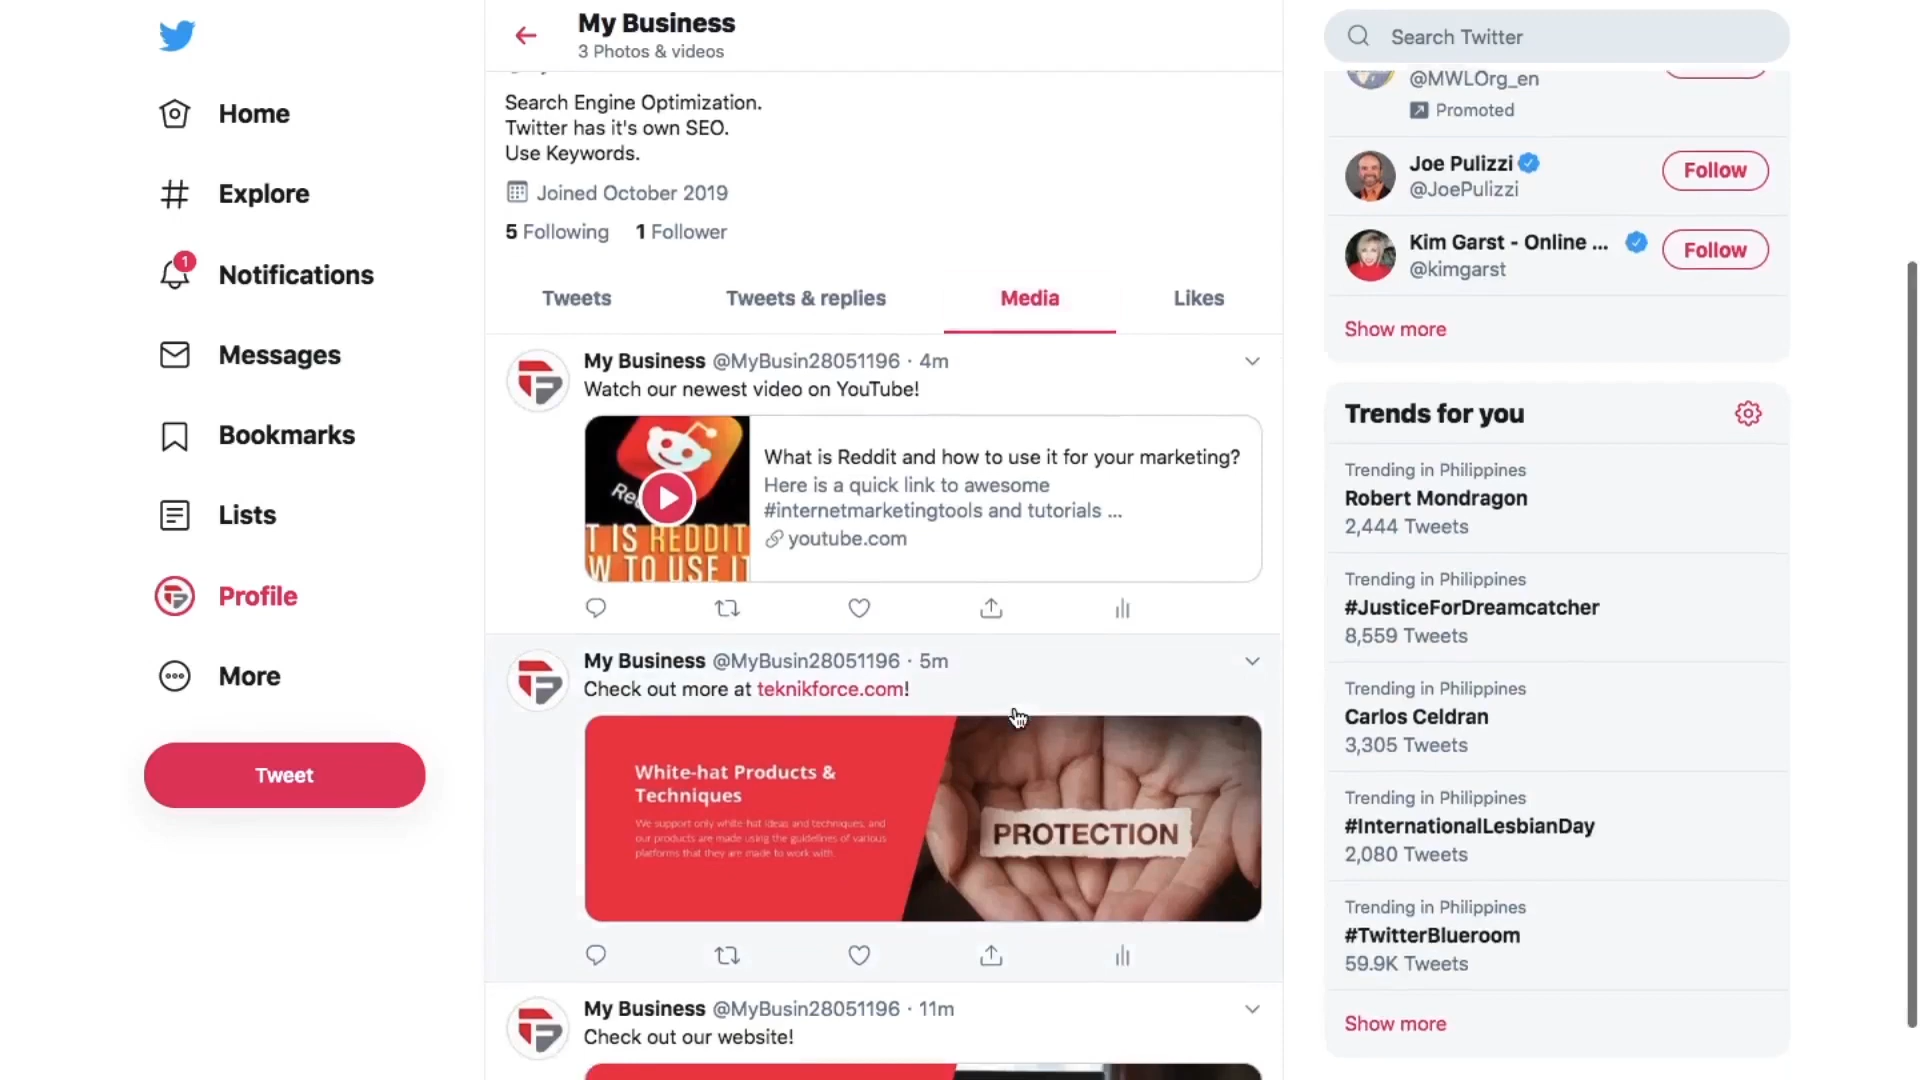 Home
Explore
1
Notifications
Messages
Bookmarks
Lists
Profile
More
Tweet
My Business
3 Photos & videos
Search Engine Optimization.
Twitter has it's own SEO.
Use Keywords.
Joined October 2019
5 Following 1 Follower
Tweets Tweets & replies Media Likes
My Business @MyBusin28051196 · 4m
Watch our newest video on YouTube!
T IS REDDIT
W TO USE IT
What is Reddit and how to use it for your marketing?
Here is a quick link to awesome
#internetmarketingtools and tutorials ...
youtube.com
My Business @MyBusin28051196 · 5m
Check out more at teknikforce.com!
White-hat Products &
Techniques
We support only white hat ideas and techniques, and
our products are made using the guidelines of various
platforms that they are made to work with.
PROTECTION
My Business @MyBusin28051196 · 11m
Check out our website!
Search Twitter
@MWLOrg_en
Promoted
Joe Pulizzi
@JoePulizzi
Follow
Kim Garst - Online ...
@kimgarst
Follow
Show more
Trends for you
Trending in Philippines
Robert Mondragon
2,444 Tweets
Trending in Philippines
#JusticeForDreamcatcher
8,559 Tweets
Trending in Philippines
Carlos Celdran
3,305 Tweets
Trending in Philippines
#InternationalLesbianDay
2,080 Tweets
Trending in Philippines
#TwitterBlueroom
59.9K Tweets
Show more